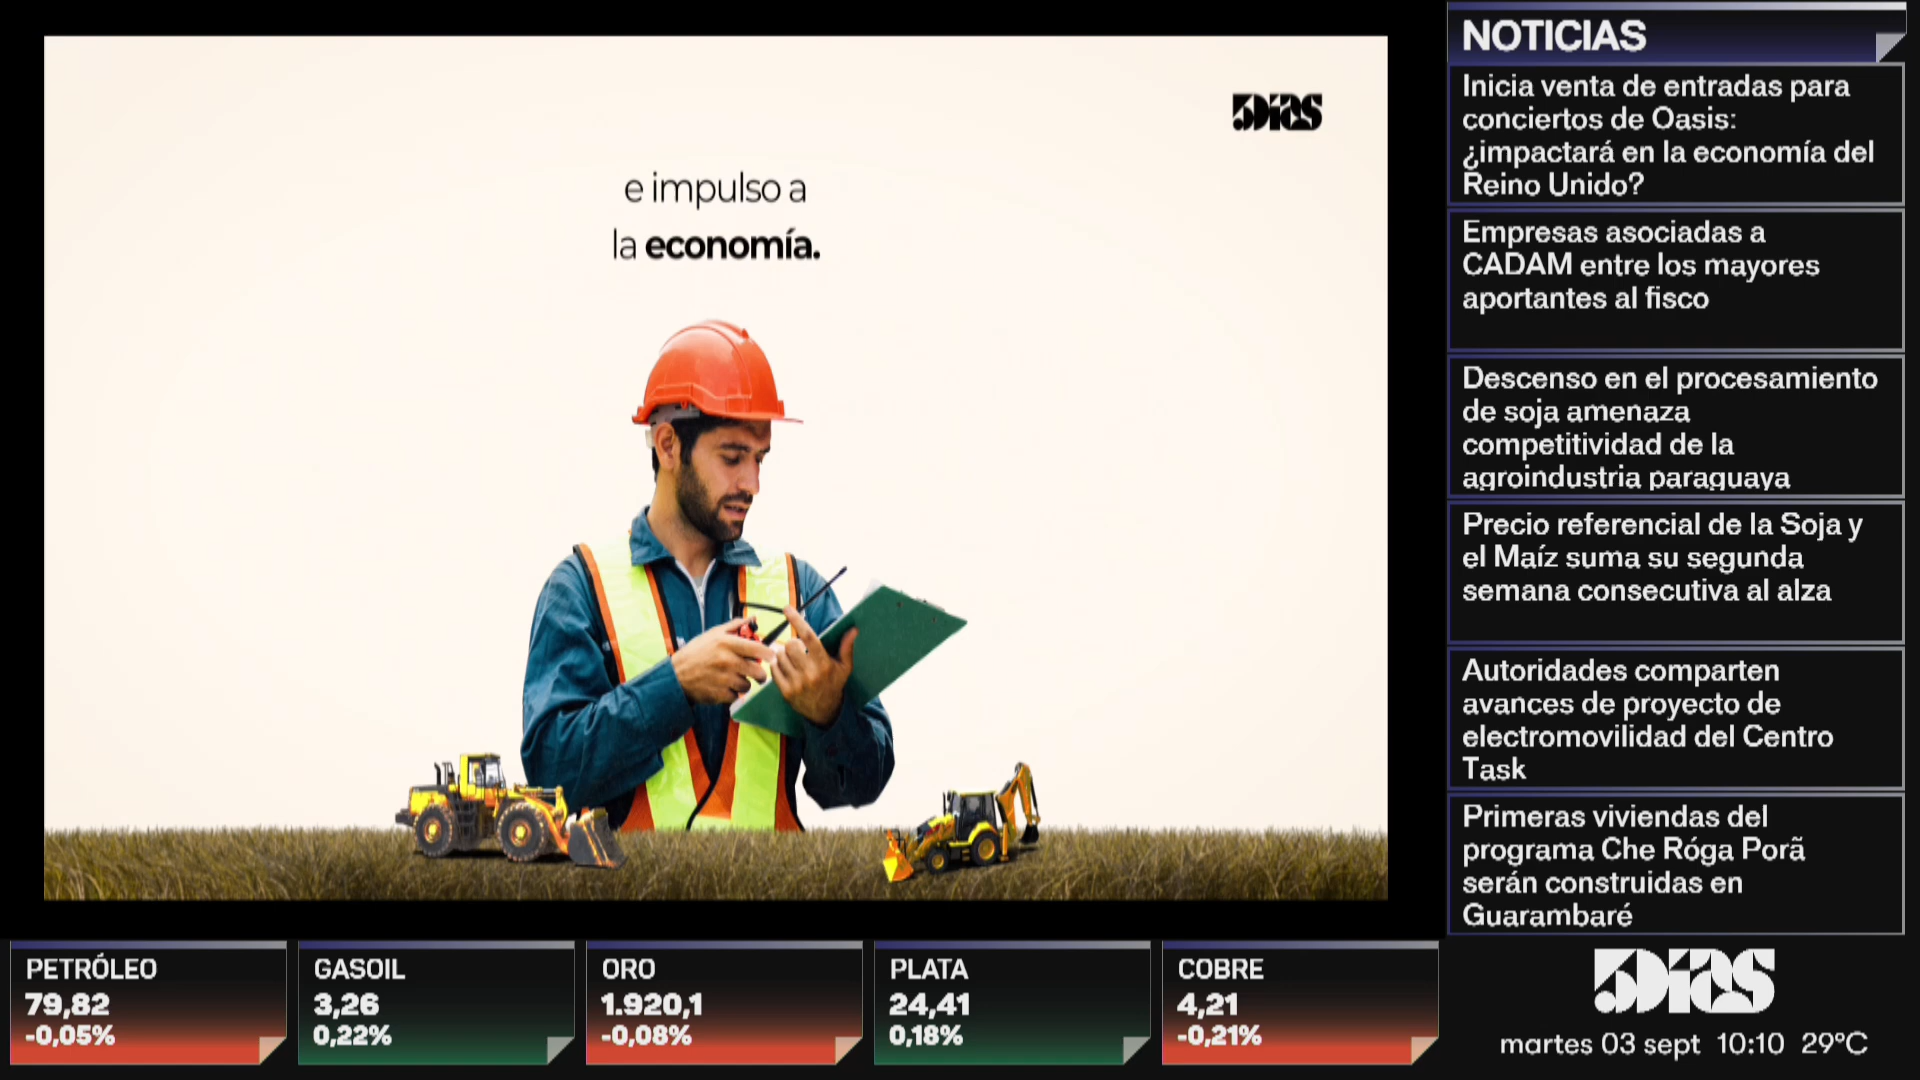 5Días
e impulso a
la economía.
NOTICIAS
Inicia venta de entradas para
conciertos de Oasis:
¿impactará en la economía del
Reino Unido?
Empresas asociadas a
CADAM entre los mayores
aportantes al fisco
Descenso en el procesamiento
de soja amenaza
competitividad de la
agroindustria paraguaya
Precio referencial de la Soja y
el Maíz suma su segunda
semana consecutiva al alza
Autoridades comparten
avances de proyecto de
electromovilidad del Centro
Task
Primeras viviendas del
programa Che Róga Porã
serán construidas en
Guarambaré
PETRÓLEO
79,82
-0,05%
GASOIL
3,26
0,22%
ORO
1.920,1
-0,08%
PLATA
24,41
0,18%
COBRE
4,21
-0,21%
5Días
martes 03 sept 10:10 29°C